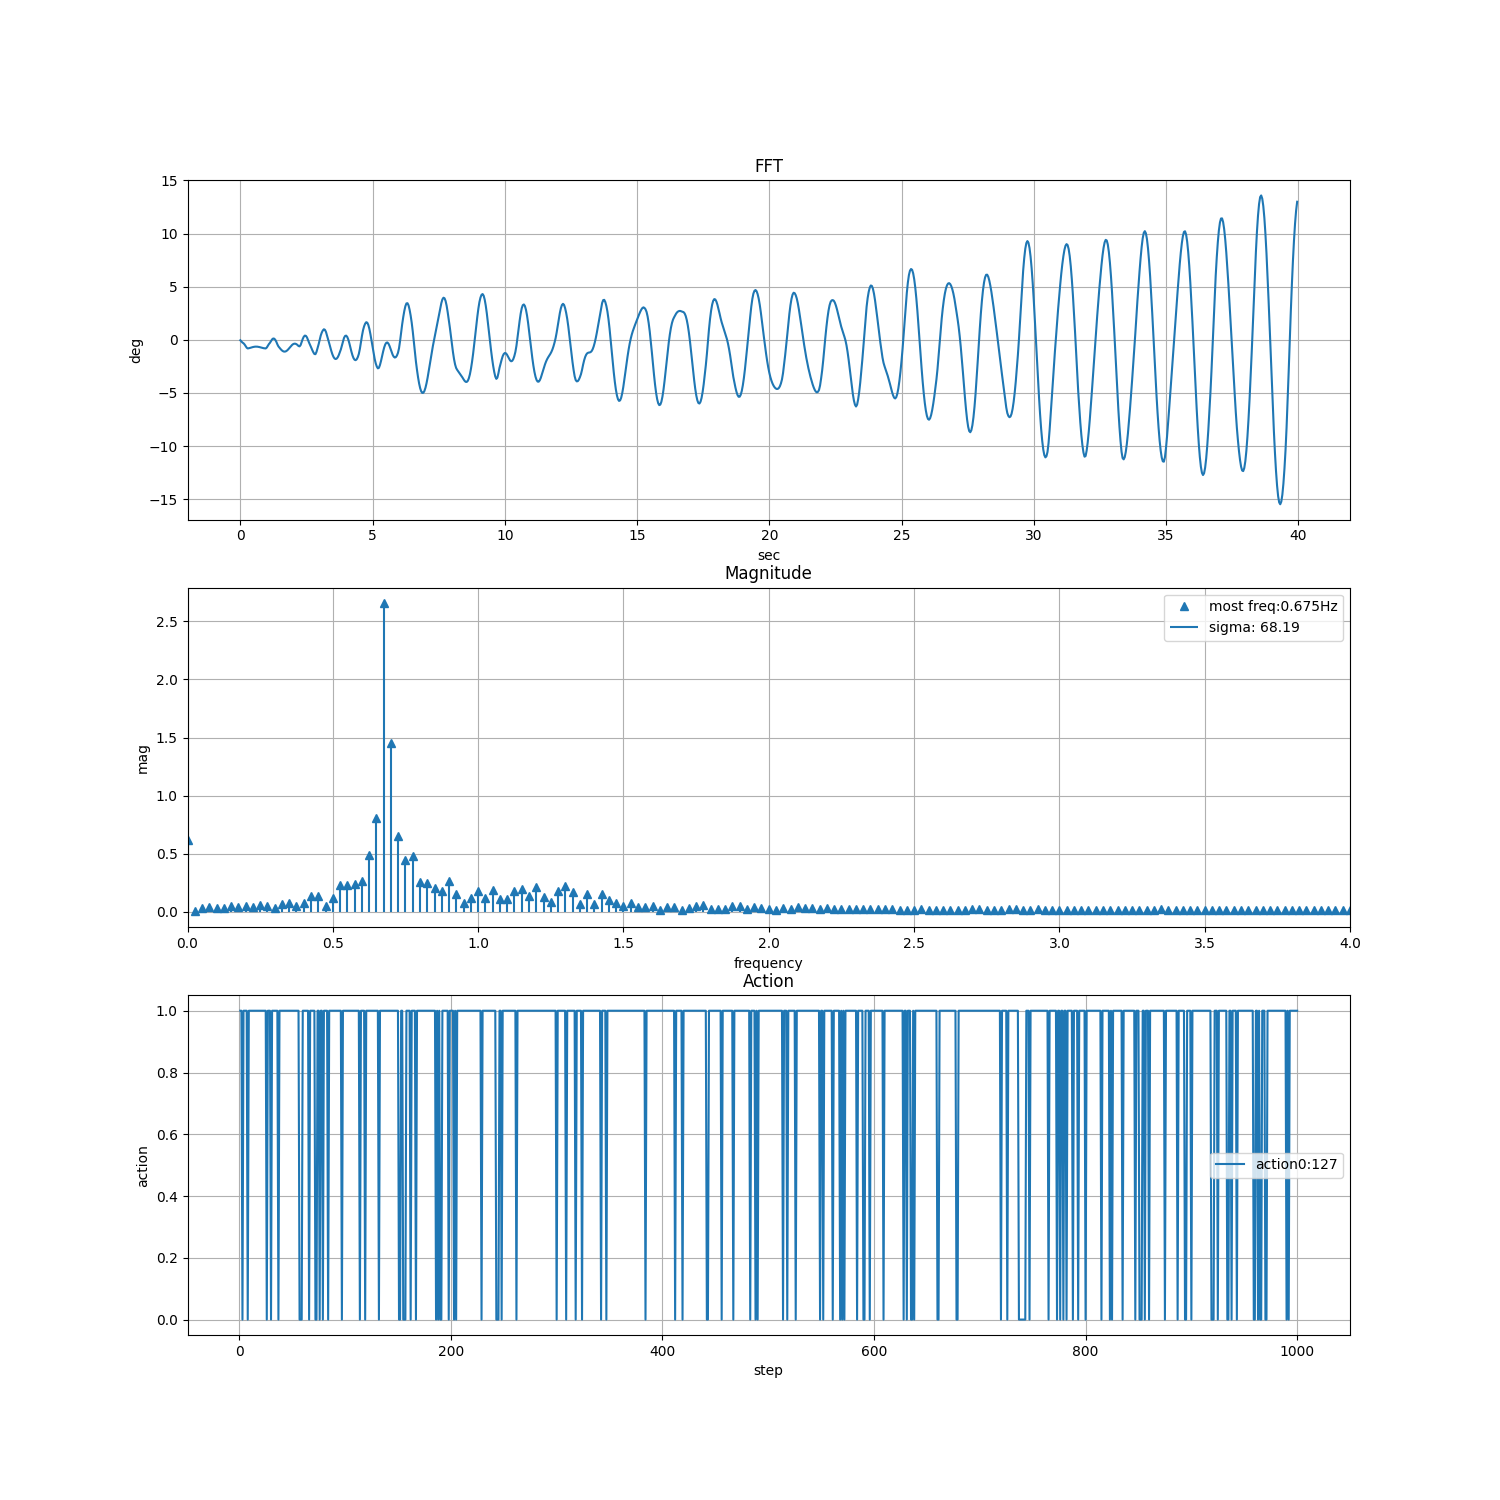 FFT
15
10
5
0
−5
−10
−15
deg
0 5 10 15 20 25 30 35 40
sec
Magnitude
most freq:0.675Hz
sigma: 68.19
2.5
2.0
1.5
1.0
0.5
0.0
mag
0.0 0.5 1.0 1.5 2.0 2.5 3.0 3.5 4.0
frequency
Action
1.0
0.8
0.6
0.4
0.2
0.0
action
action0:127
0 200 400 600 800 1000
step